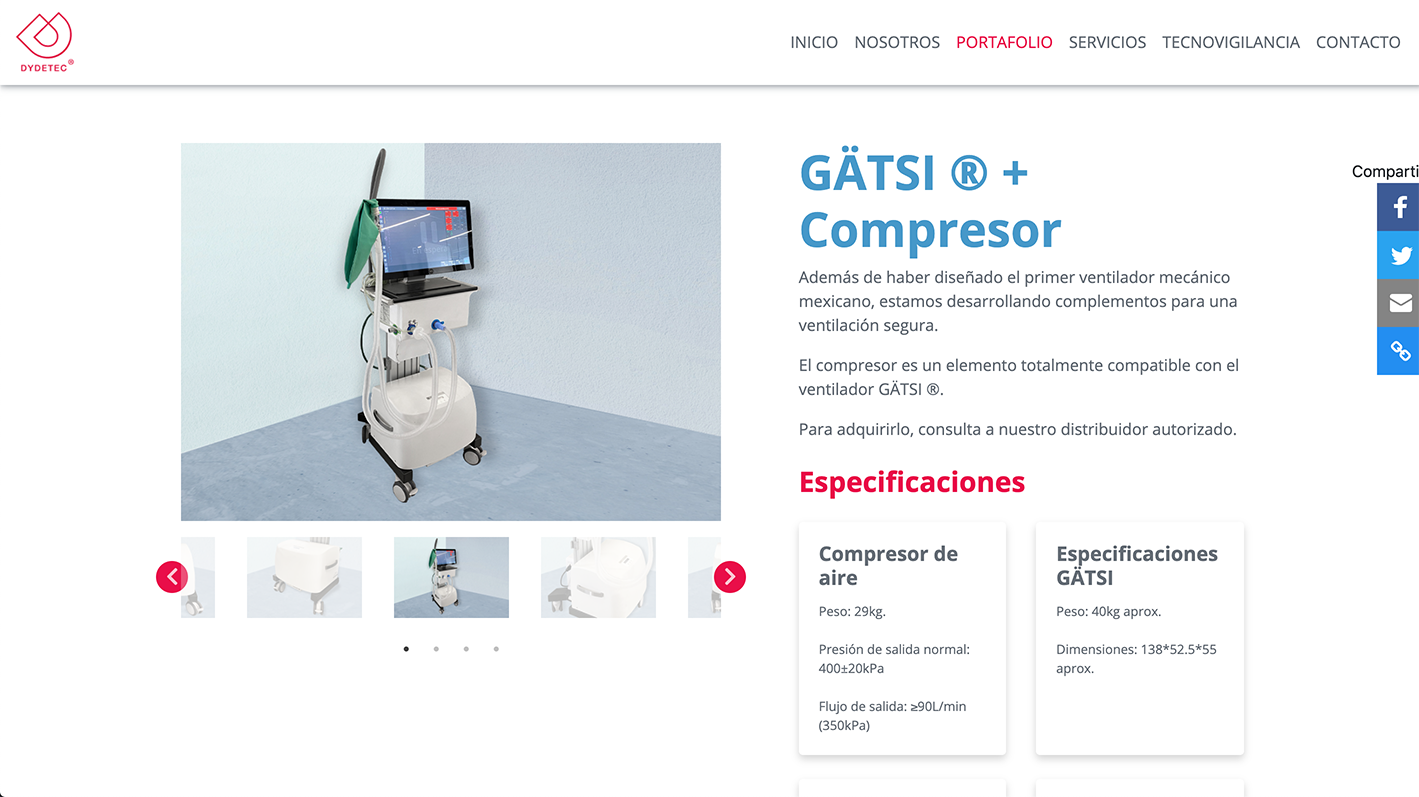 DYDETEC®
INICIO NOSOTROS PORTAFOLIO SERVICIOS TECNOVIGILANCIA CONTACTO
Comparti
GÄTSI ® +
Compresor
Además de haber diseñado el primer ventilador mecánico
mexicano, estamos desarrollando complementos para una
ventilación segura.
El compresor es un elemento totalmente compatible con el
ventilador GÄTSI ®.
Para adquirirlo, consulta a nuestro distribuidor autorizado.
Especificaciones
Compresor de
aire
Peso: 29kg.
Presión de salida normal:
400±20kPa
Flujo de salida: ≥90L/min
(350kPa)
Especificaciones
GÄTSI
Peso: 40kg aprox.
Dimensiones: 138*52.5*55
aprox.